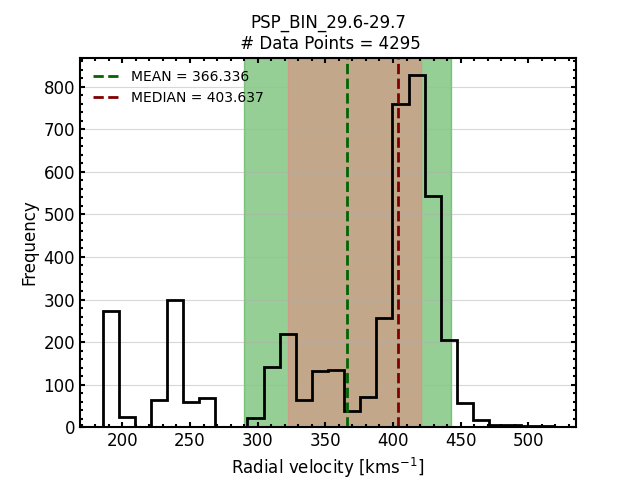 PSP_BIN_29.6-29.7
# Data Points = 4295
MEAN = 366.336
MEDIAN = 403.637
800
700
600
500
400
300
200
100
0
Frequency
200 250 300 350 400 450 500
Radial velocity [kms⁻¹]